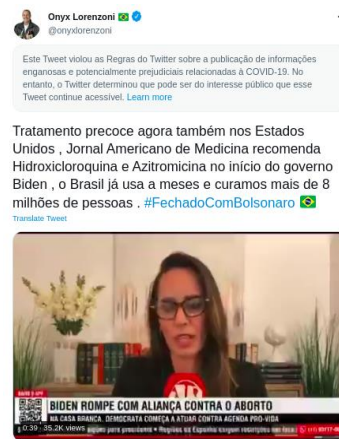 Onyx Lorenzoni
@onyxlorenzoni
Este Tweet violou as Regras do Twitter sobre a publicação de informações
enganosas e potencialmente prejudiciais relacionadas à COVID-19. No
entanto, o Twitter determinou que pode ser do interesse público que esse
Tweet continue acessível. Learn more
Tratamento precoce agora também nos Estados
Unidos , Jornal Americano de Medicina recomenda
Hidroxicloroquina e Azitromicina no início do governo
Biden , o Brasil já usa a meses e curamos mais de 8
milhões de pessoas . #FechadoComBolsonaro
Translate Tweet
BIDEN ROMPE COM ALIANÇA CONTRA O ABORTO
NA CASA BRANCA, DEMOCRATA COMEÇA A ATUAR CONTRA AGENDA PRÓ-VIDA
0:39 35.2K views